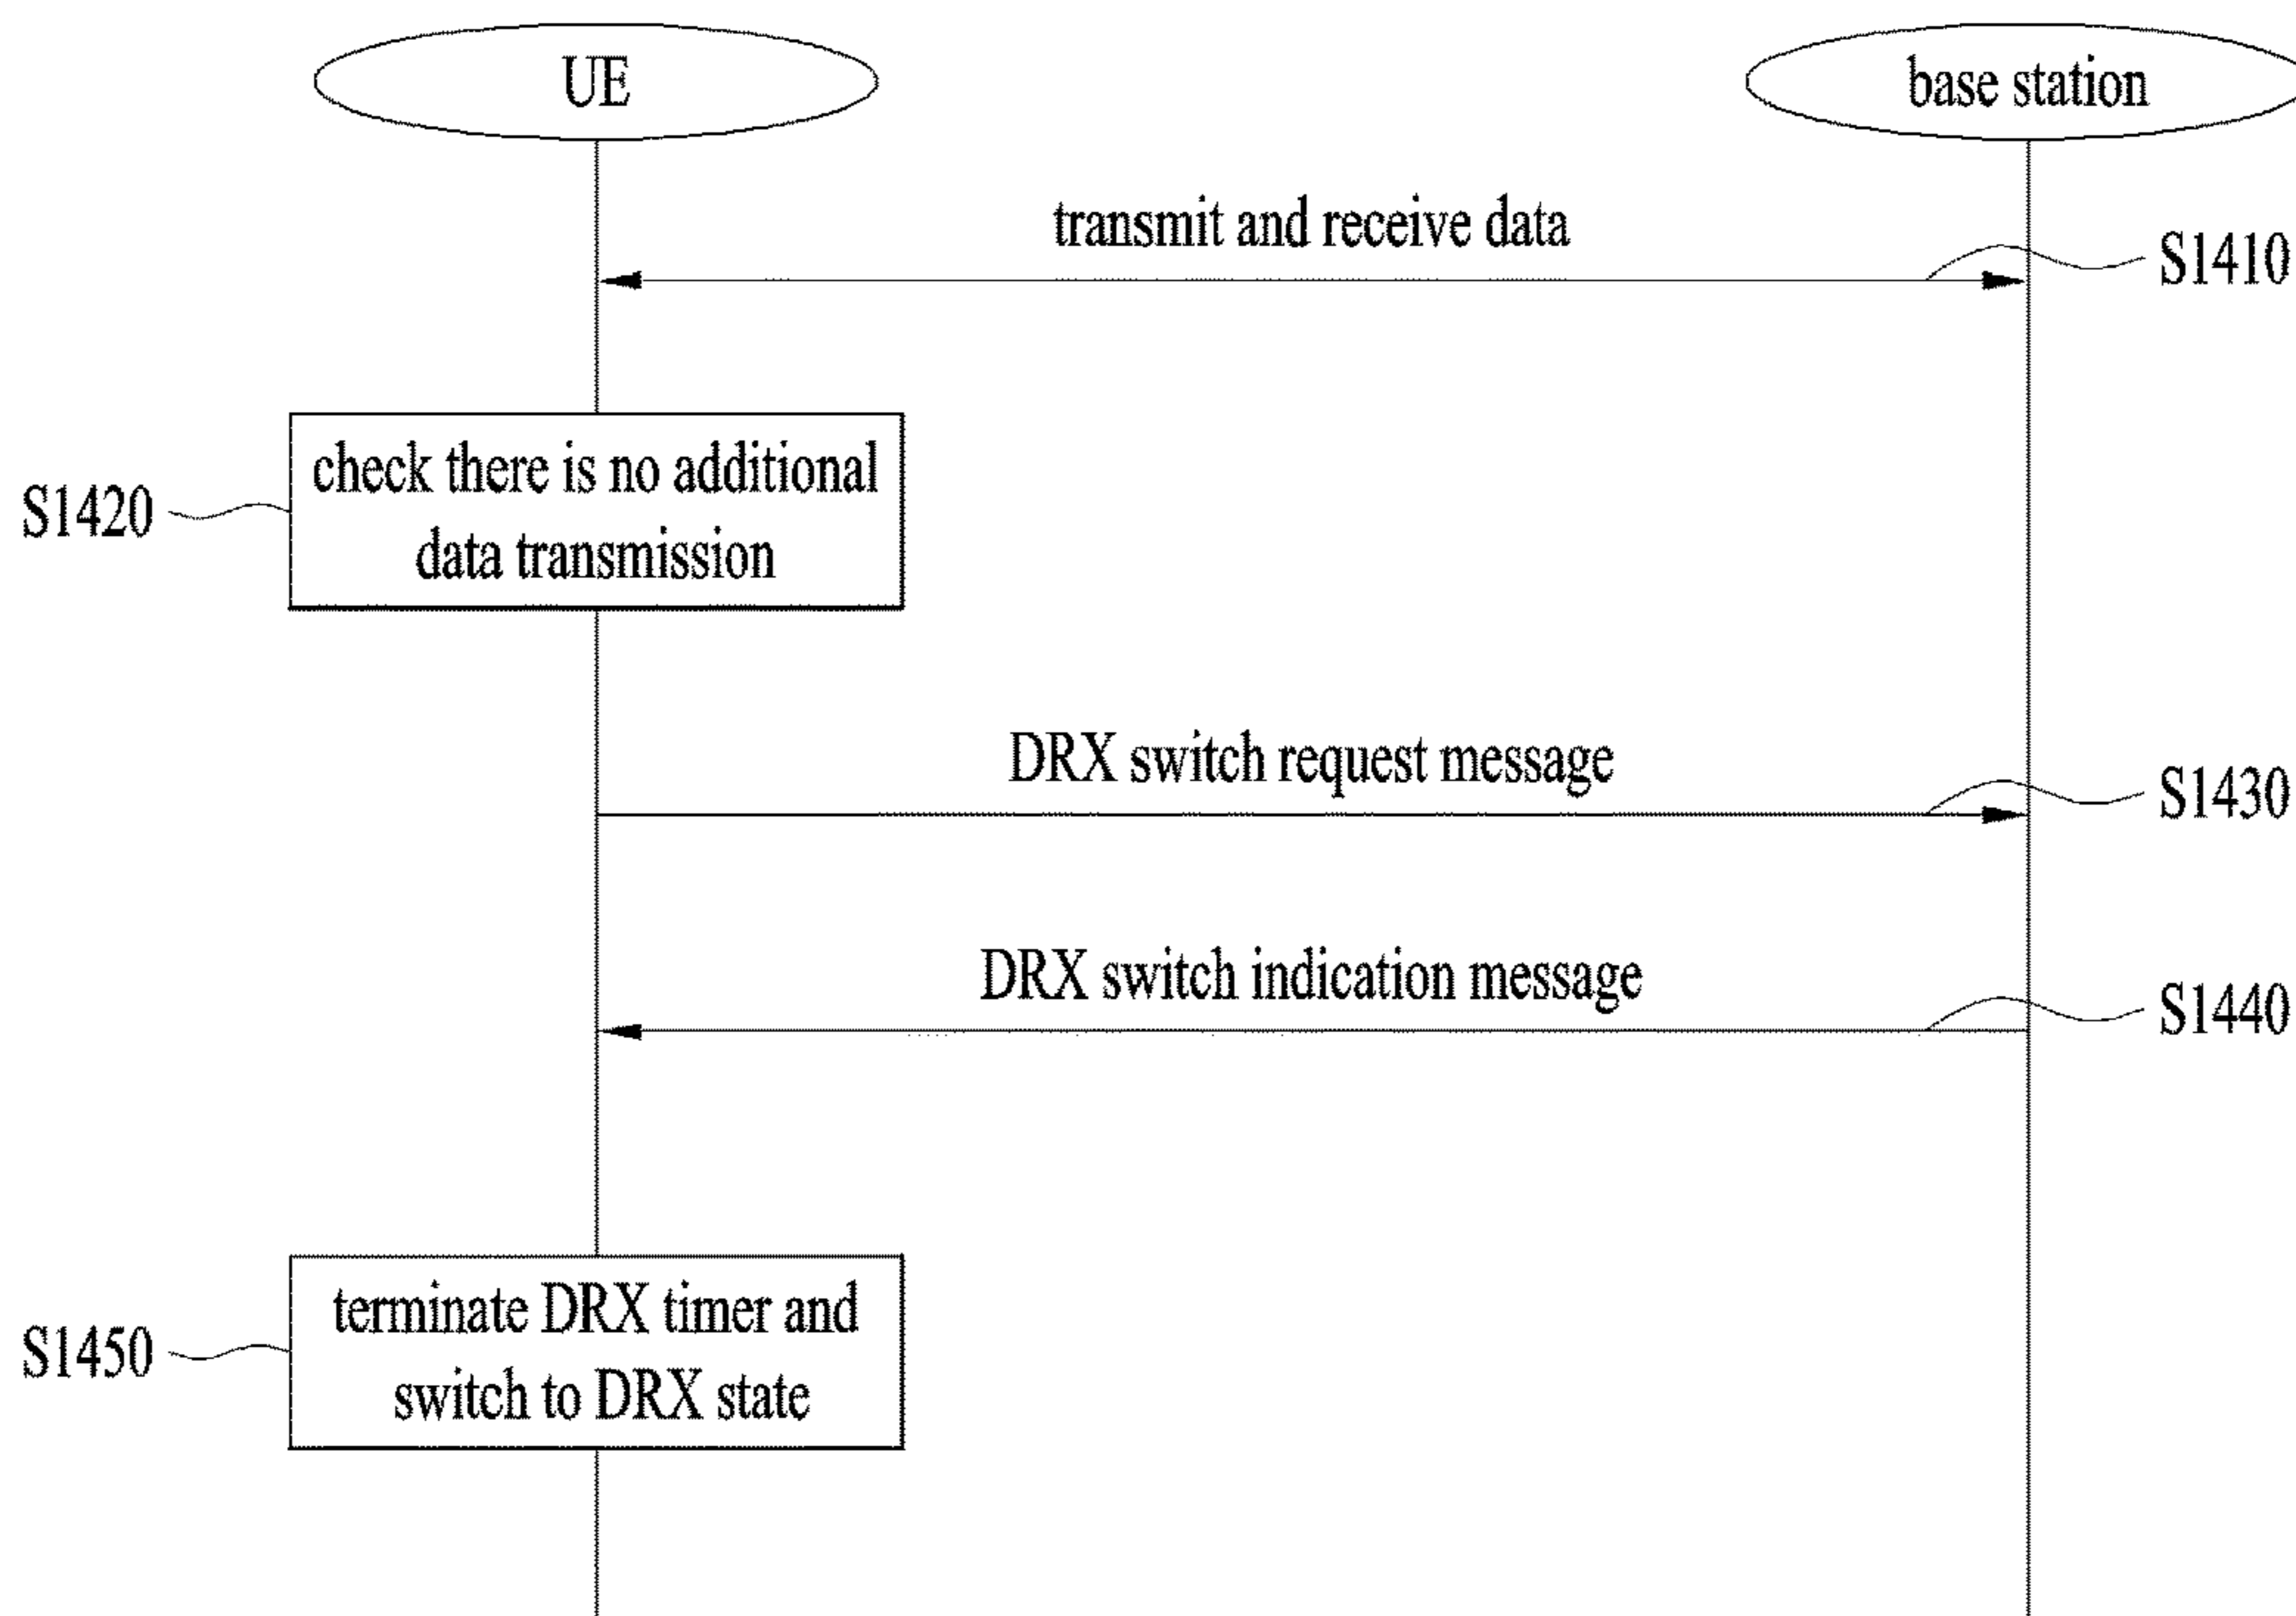 UE
base station
transmit and receive data
S1410
check there is no additional
data transmission
S1420
DRX switch request message
S1430
DRX switch indication message
S1440
terminate DRX timer and
switch to DRX state
S1450